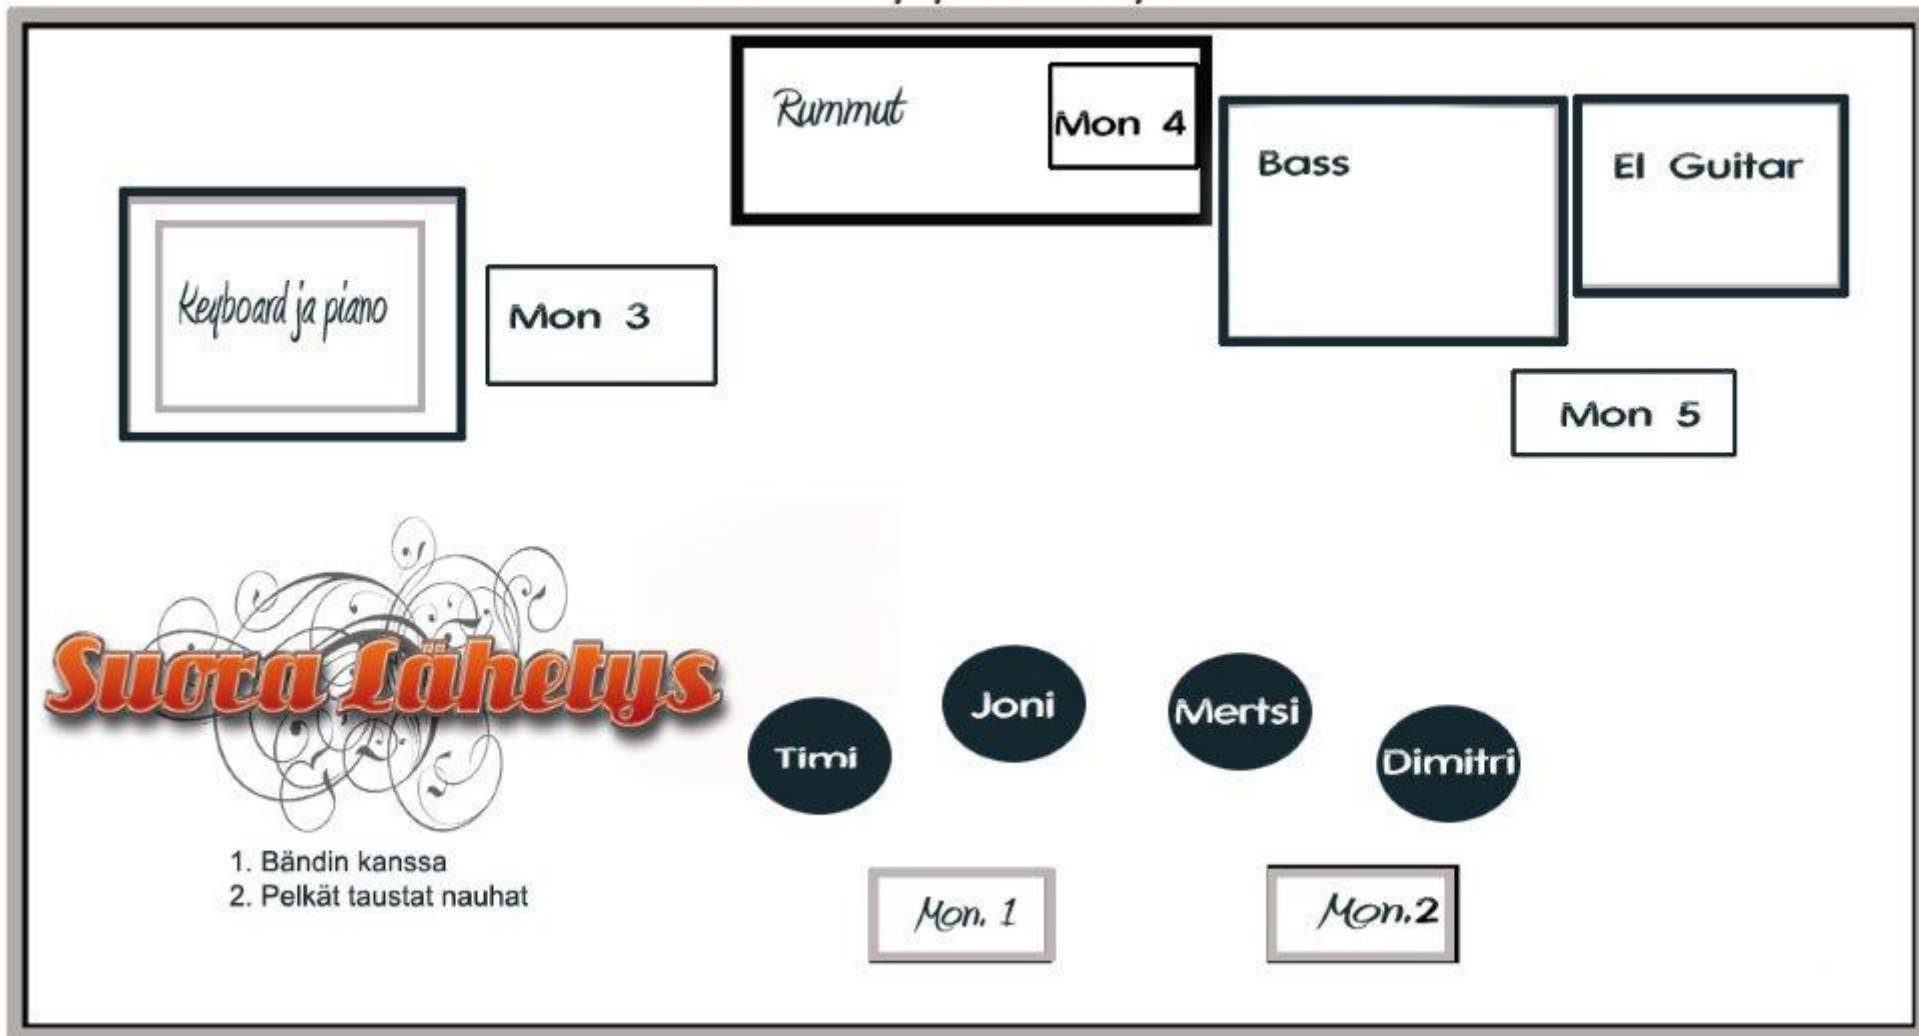 Rummut
Mon 4
Bass
El Guitar
Keyboard ja piano
Mon 3
Mon 5
Suora Lähetys
Timi
Joni
Mertsi
Dimitri
1. Bändin kanssa
2. Pelkät taustat nauhat
Mon. 1
Mon.2